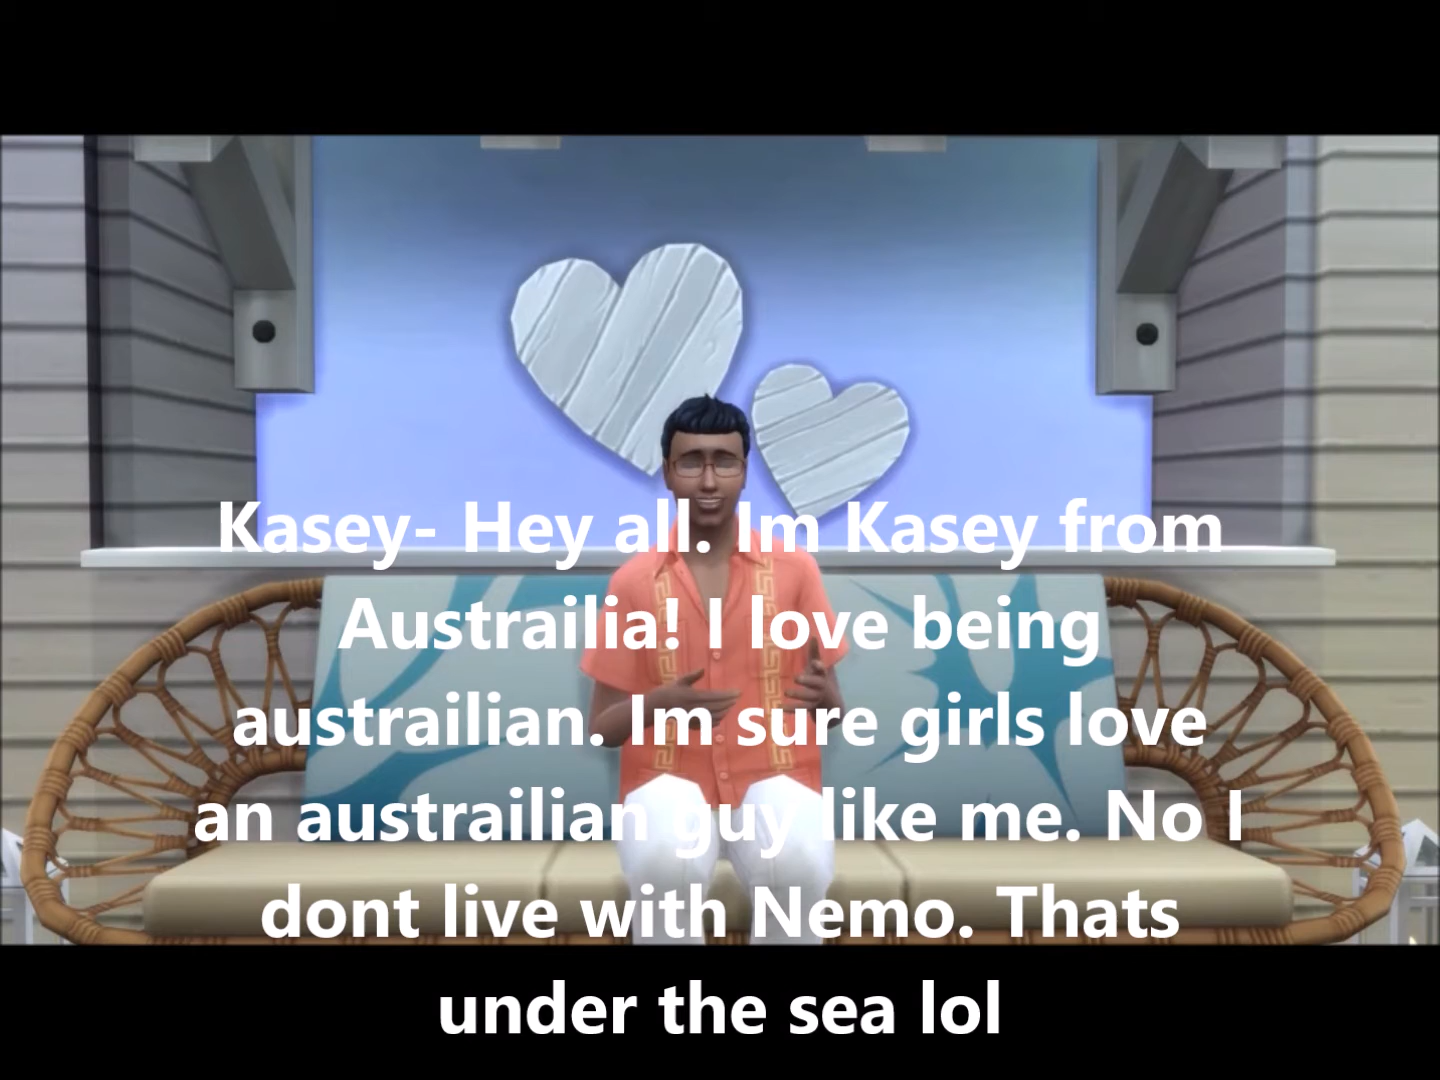 Kasey- Hey all. Im Kasey from
Austrailia! I love being
austrailian. Im sure girls love
an austrailian guy like me. No I
dont live with Nemo. Thats
under the sea lol